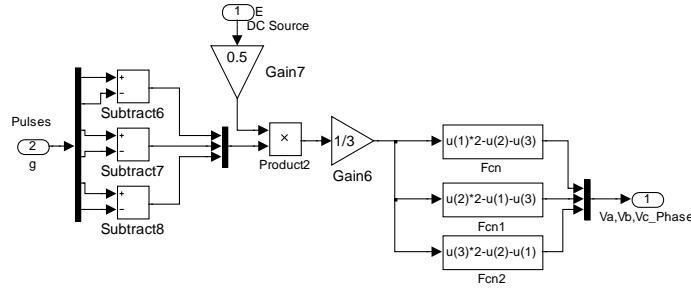 1
E
DC Source
0.5
Gain7
Pulses
2
g
+
−
Subtract6
+
−
Subtract7
+
−
Subtract8
×
Product2
1/3
Gain6
u(1)*2-u(2)-u(3)
Fcn
u(2)*2-u(1)-u(3)
Fcn1
u(3)*2-u(2)-u(1)
Fcn2
1
Va,Vb,Vc_Phase